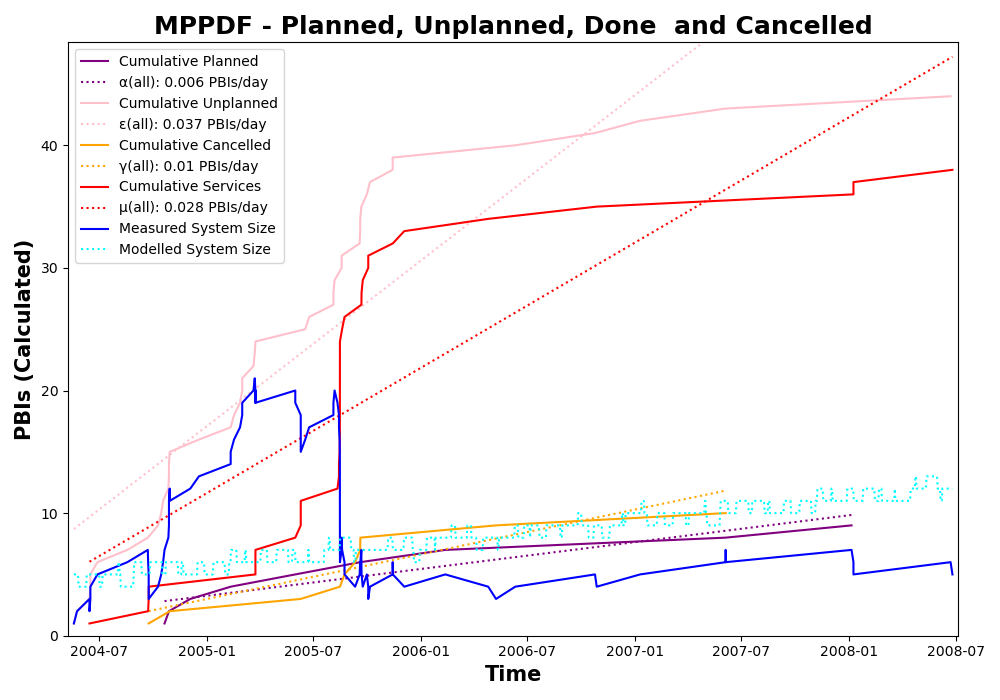 MPPDF - Planned, Unplanned, Done  and Cancelled
Cumulative Planned
α(all): 0.006 PBIs/day
Cumulative Unplanned
ε(all): 0.037 PBIs/day
Cumulative Cancelled
γ(all): 0.01 PBIs/day
Cumulative Services
μ(all): 0.028 PBIs/day
Measured System Size
Modelled System Size
PBIs (Calculated)
40
30
20
10
0
2004-07 2005-01 2005-07 2006-01 2006-07 2007-01 2007-07 2008-01 2008-07
Time